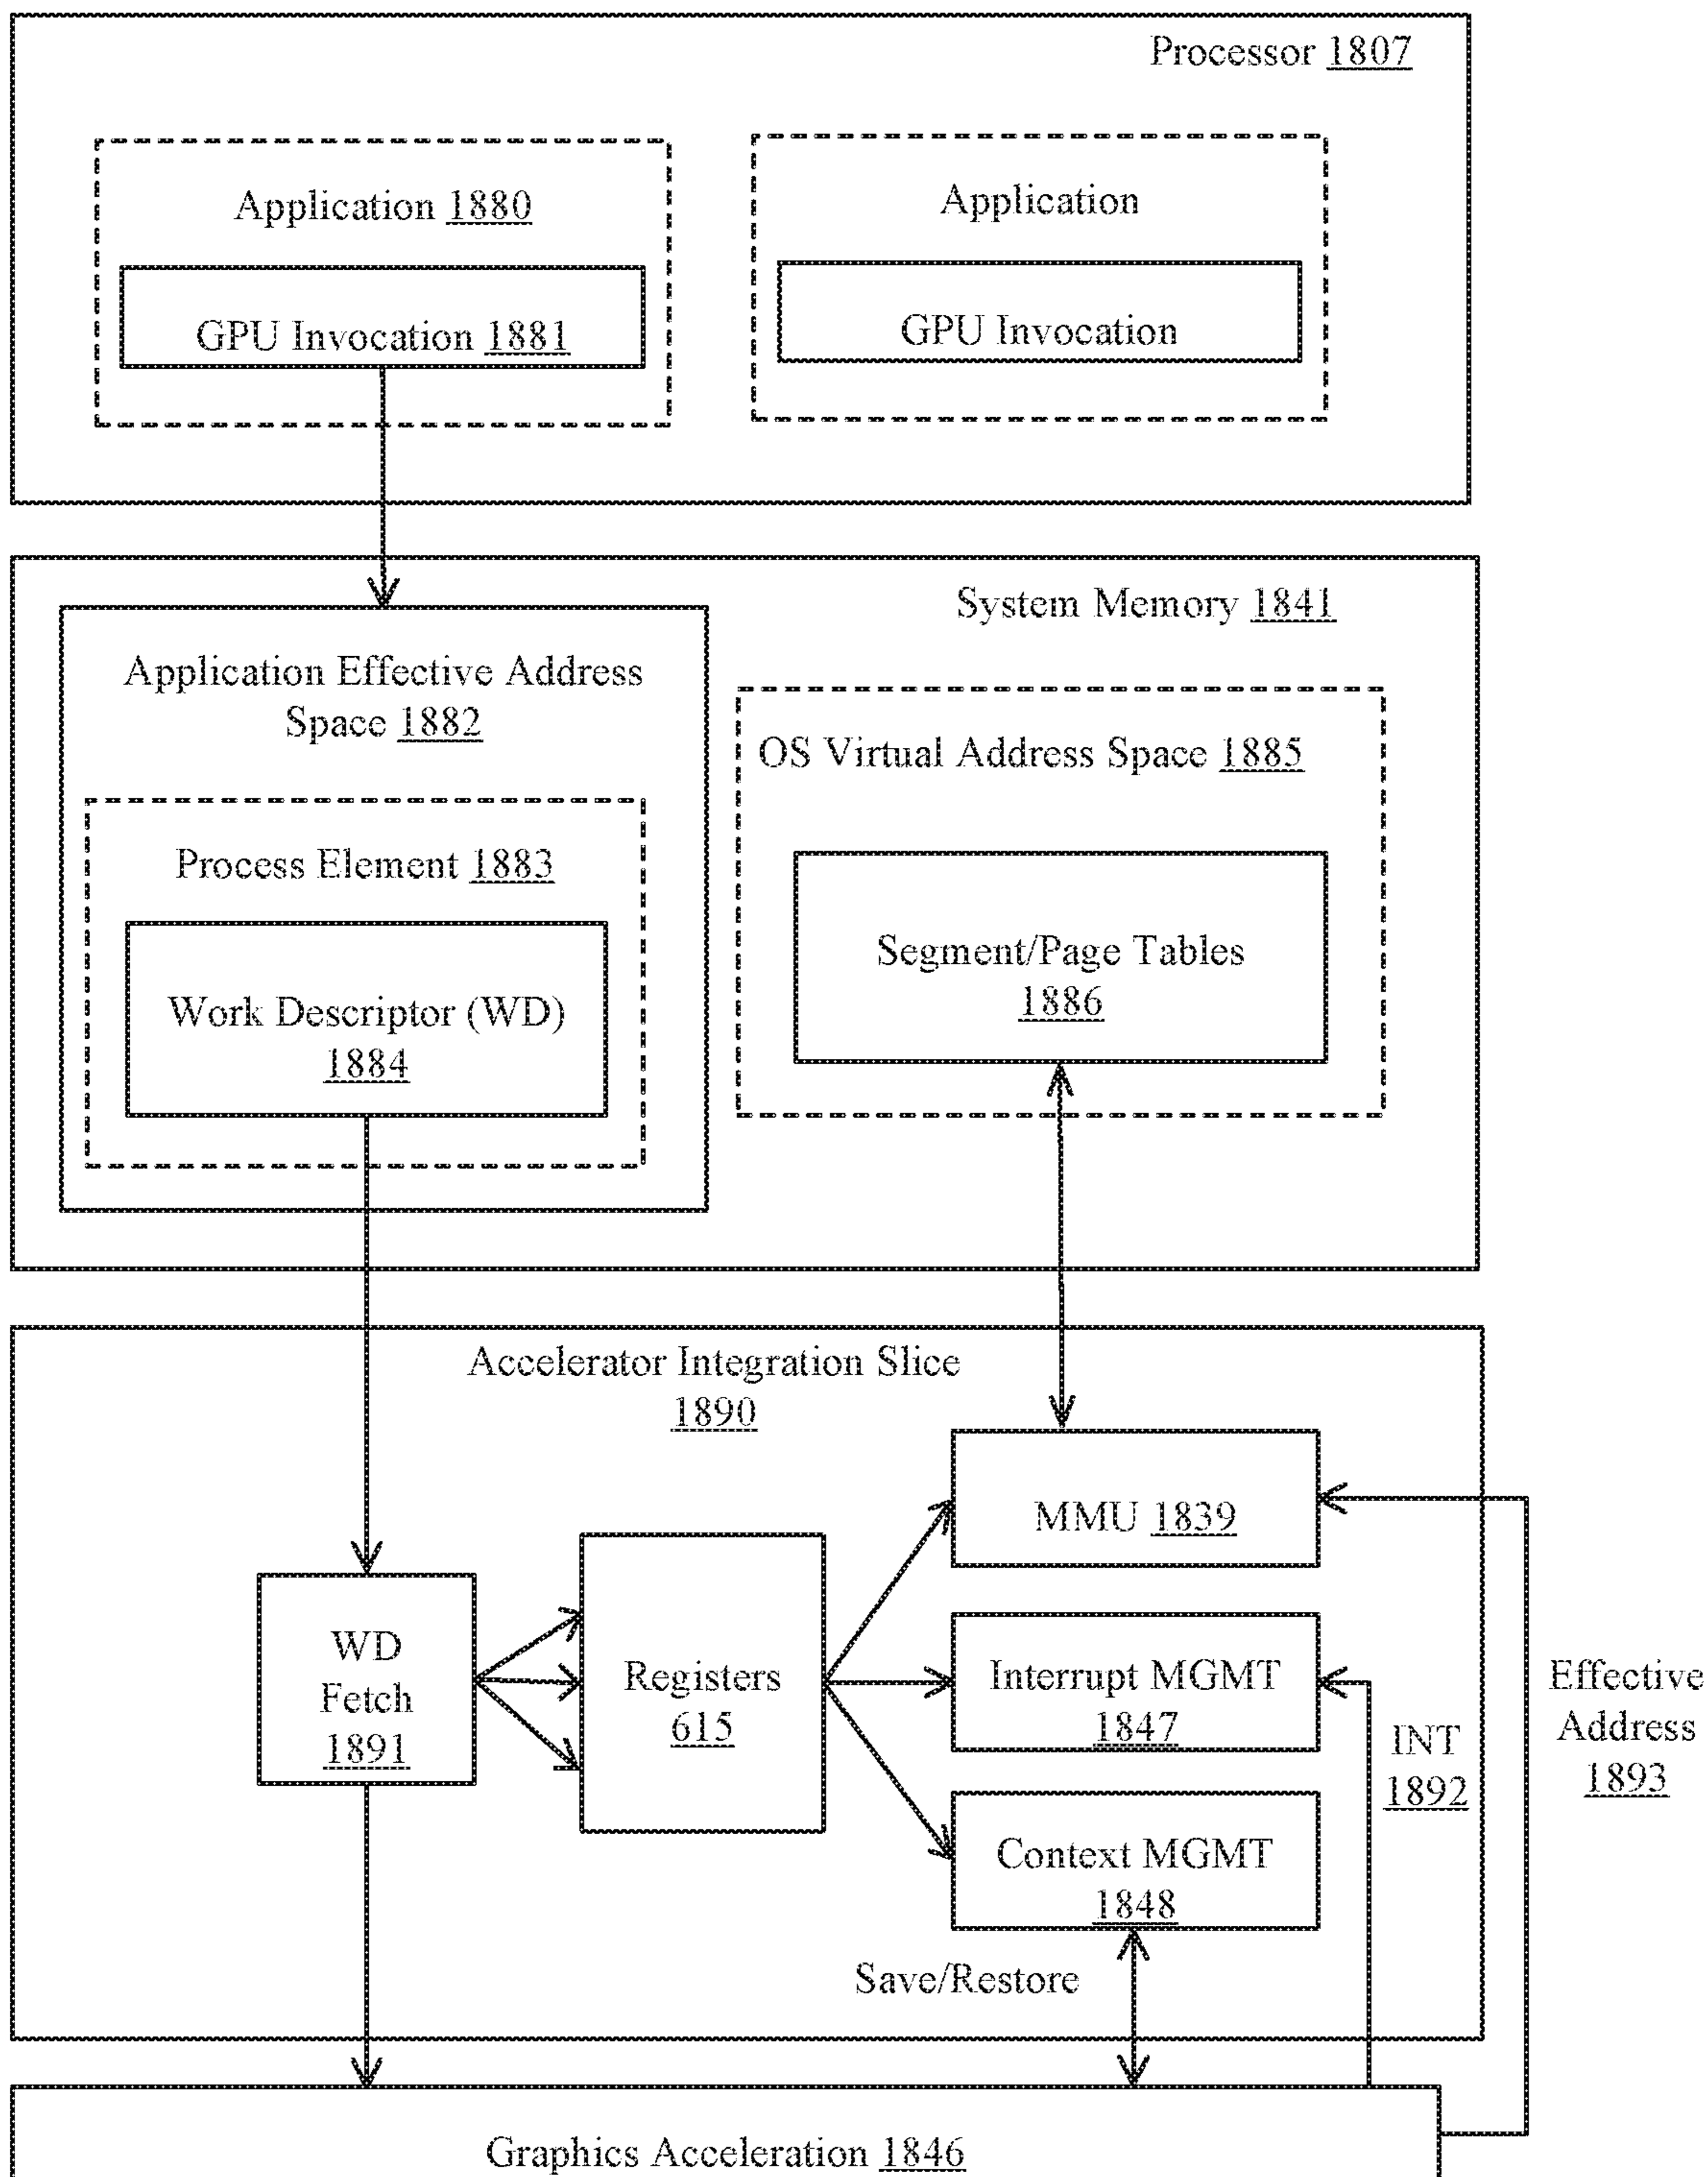 Processor 1807
Application 1880
Application
GPU Invocation 1881
GPU Invocation
System Memory 1841
Application Effective Address
Space 1882
OS Virtual Address Space 1885
Process Element 1883
Segment/Page Tables
1886
Work Descriptor (WD)
1884
Accelerator Integration Slice
1890
MMU 1839
WD
Fetch
1891
Registers
615
Interrupt MGMT
1847
INT
1892
Effective
Address
1893
Context MGMT
1848
Save/Restore
Graphics Acceleration 1846